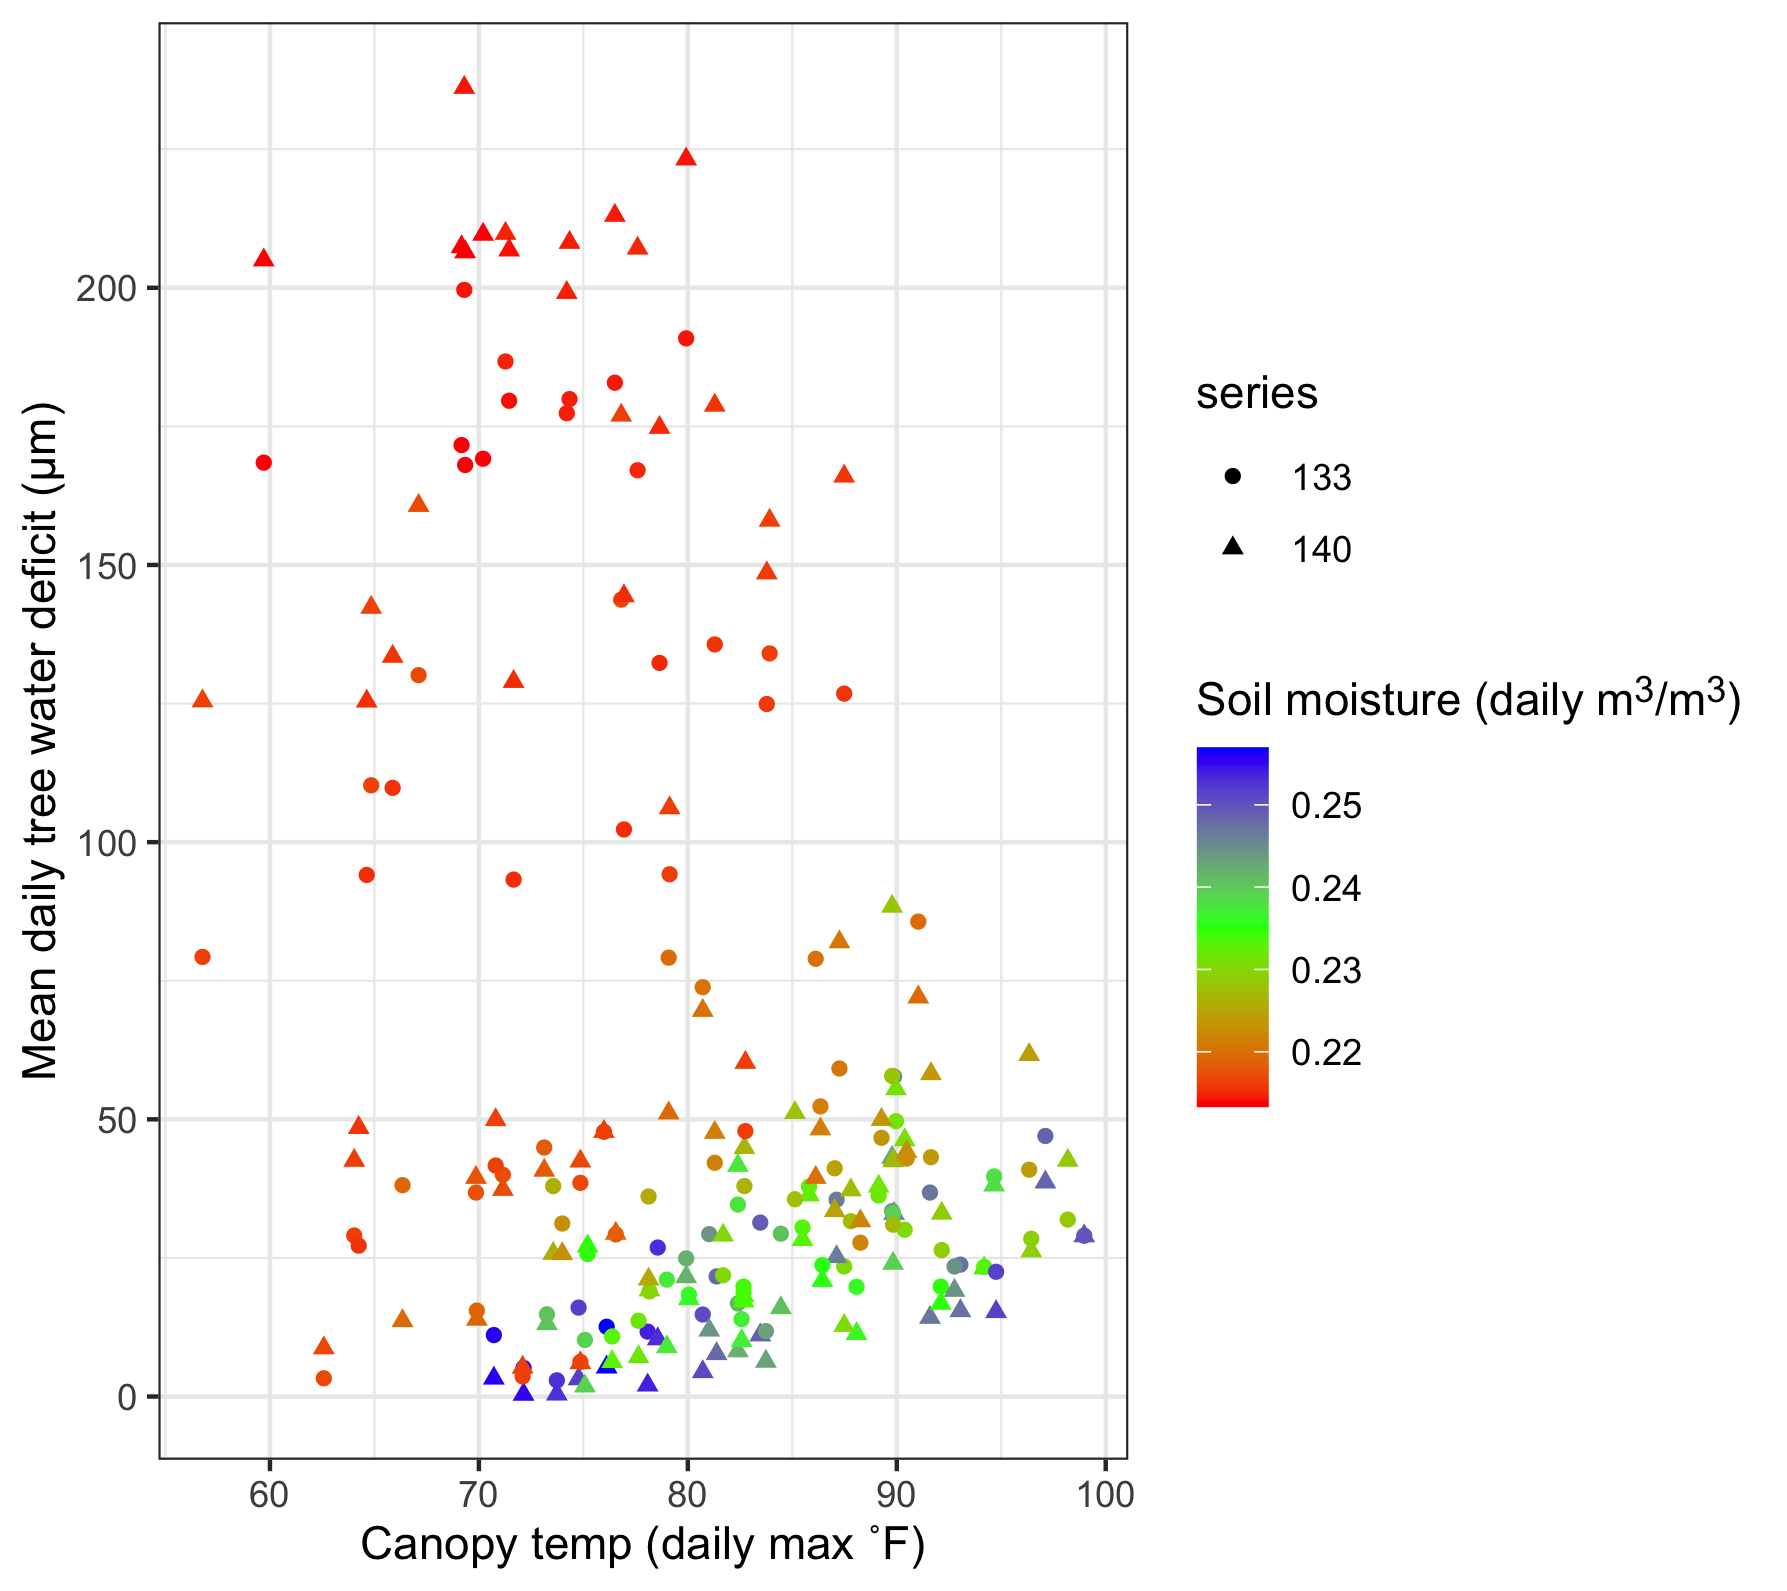 Mean daily tree water deficit (μm)
200
150
100
50
0
60 70 80 90 100
Canopy temp (daily max ˚F)
series
133
140
Soil moisture (daily m3/m3)
0.25
0.24
0.23
0.22